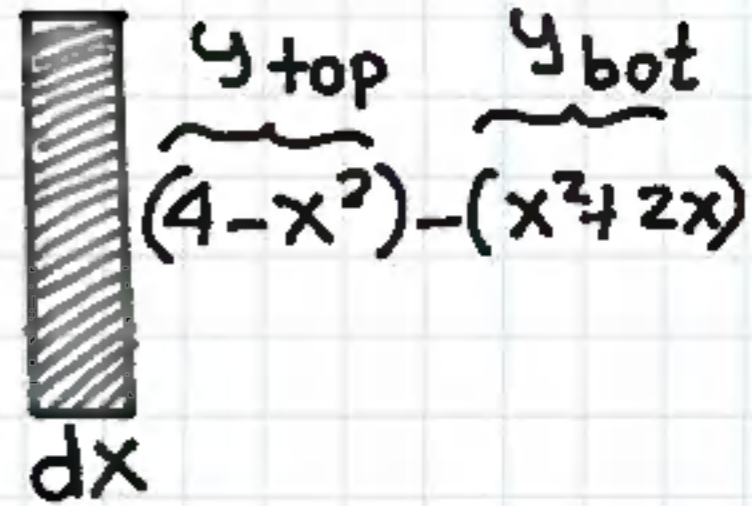 y top y bot
(4-x²)-(x²+2x)
dx